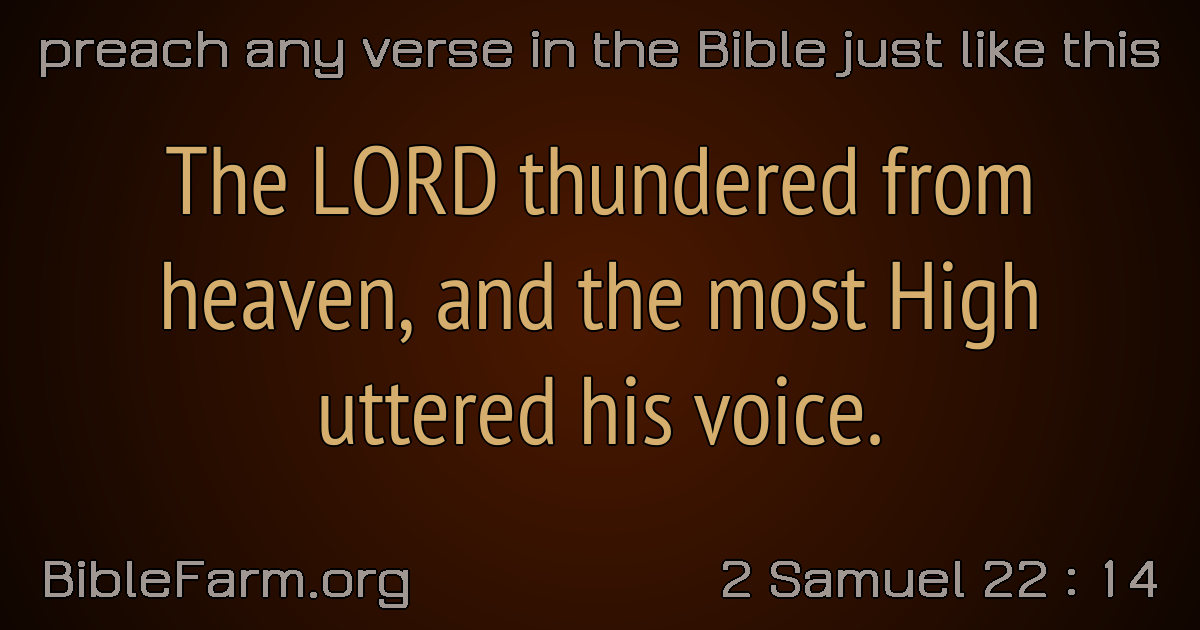 preach any verse in the Bible just like this
The LORD thundered from
heaven, and the most High
uttered his voice.
BibleFarm.org
2 Samuel 22 : 14